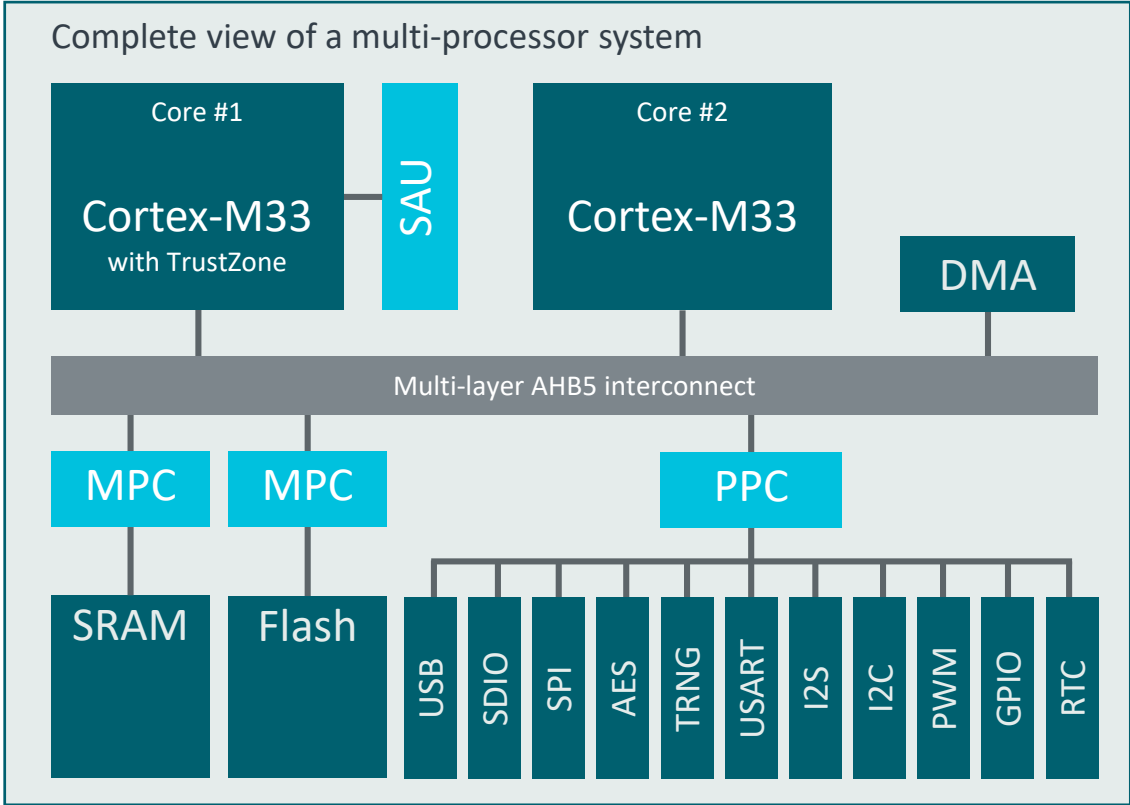 Complete view of a multi-processor system
Core #1
Cortex-M33
with TrustZone
SAU
Core #2
Cortex-M33
DMA
Multi-layer AHB5 interconnect
MPC
MPC
PPC
SRAM
Flash
USB
SDIO
SPI
AES
TRNG
USART
I2S
I2C
PWM
GPIO
RTC